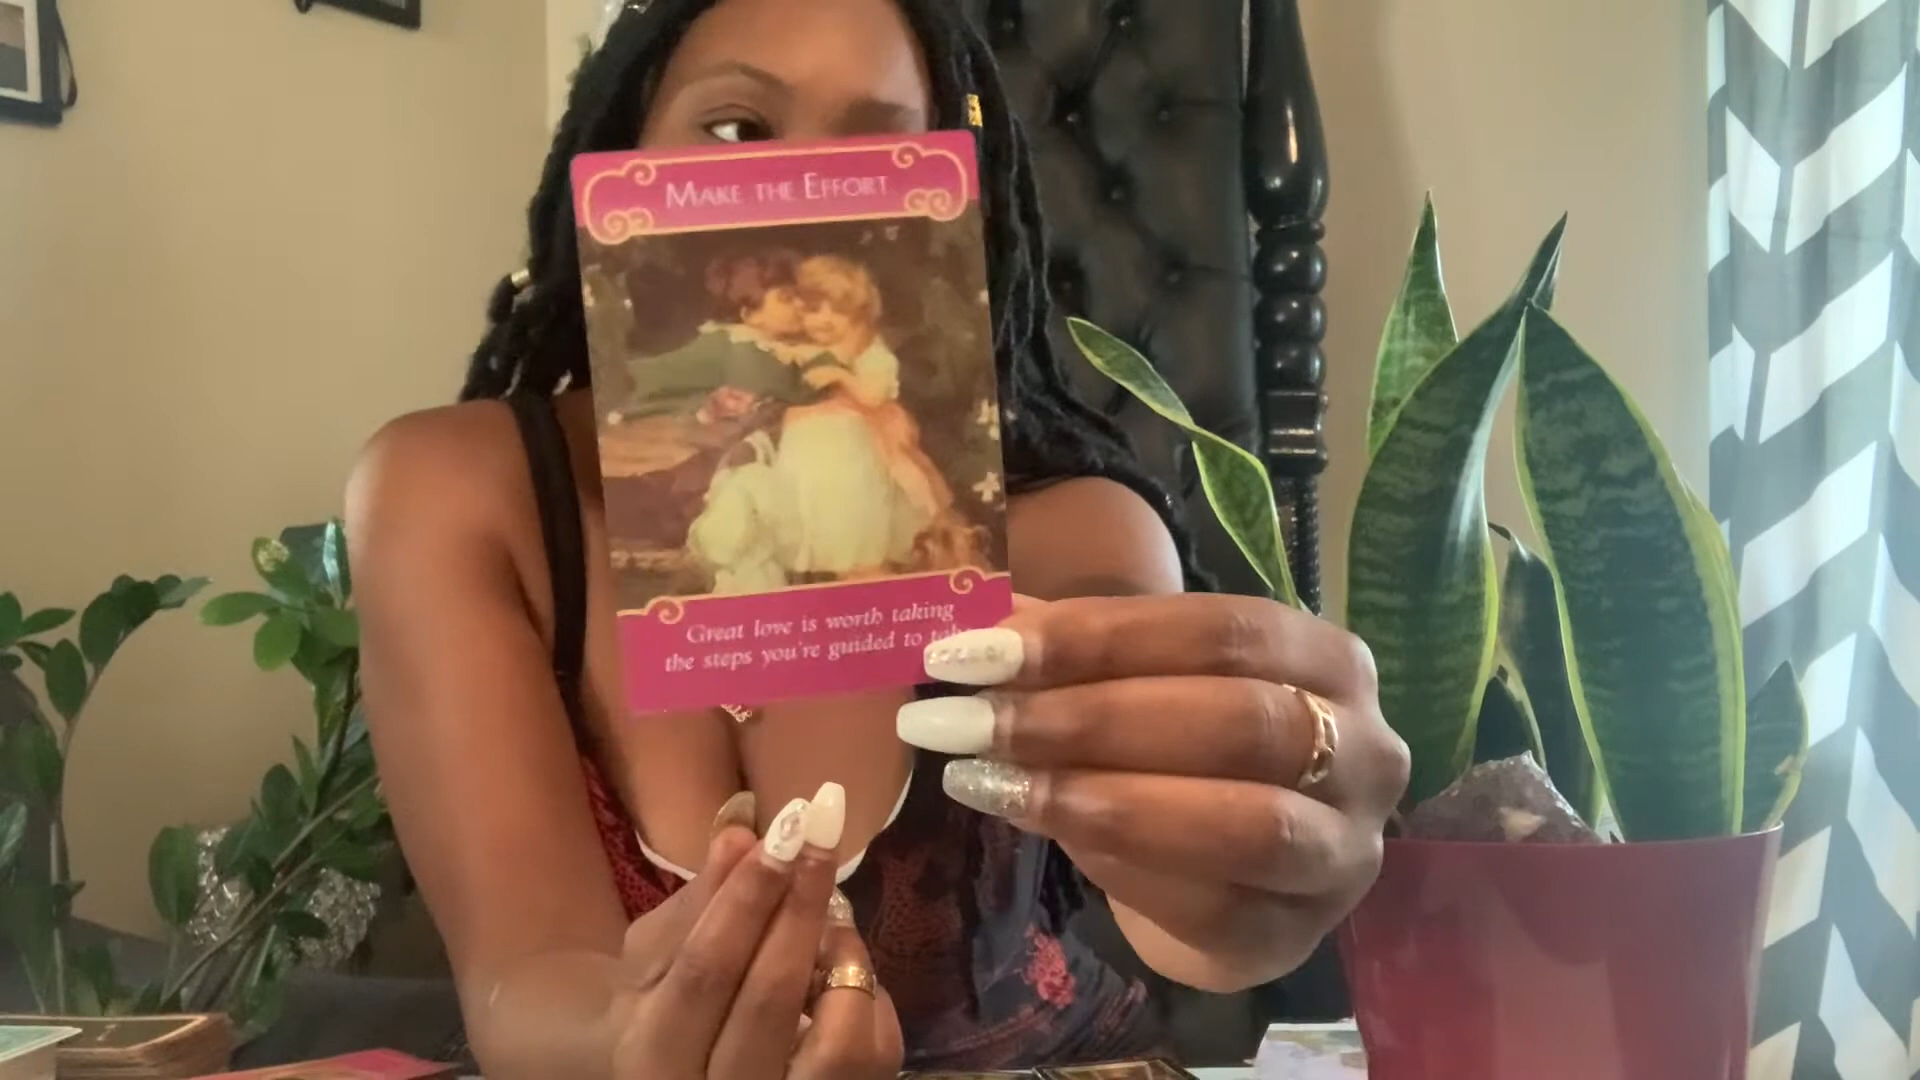 MAKE THE EFFORT
Great love is worth taking
the steps you're guided to